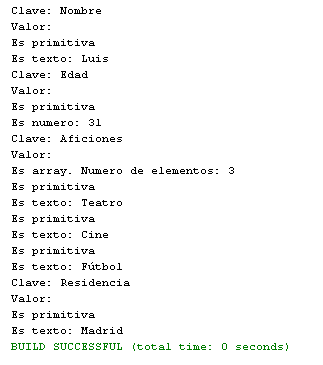 Clave: Nombre
Valor:
Es primitiva
Es texto: Luis
Clave: Edad
Valor:
Es primitiva
Es numero: 31
Clave: Aficiones
Valor:
Es array. Numero de elementos: 3
Es primitiva
Es texto: Teatro
Es primitiva
Es texto: Cine
Es primitiva
Es texto: Fútbol
Clave: Residencia
Valor:
Es primitiva
Es texto: Madrid
BUILD SUCCESSFUL (total time: 0 seconds)